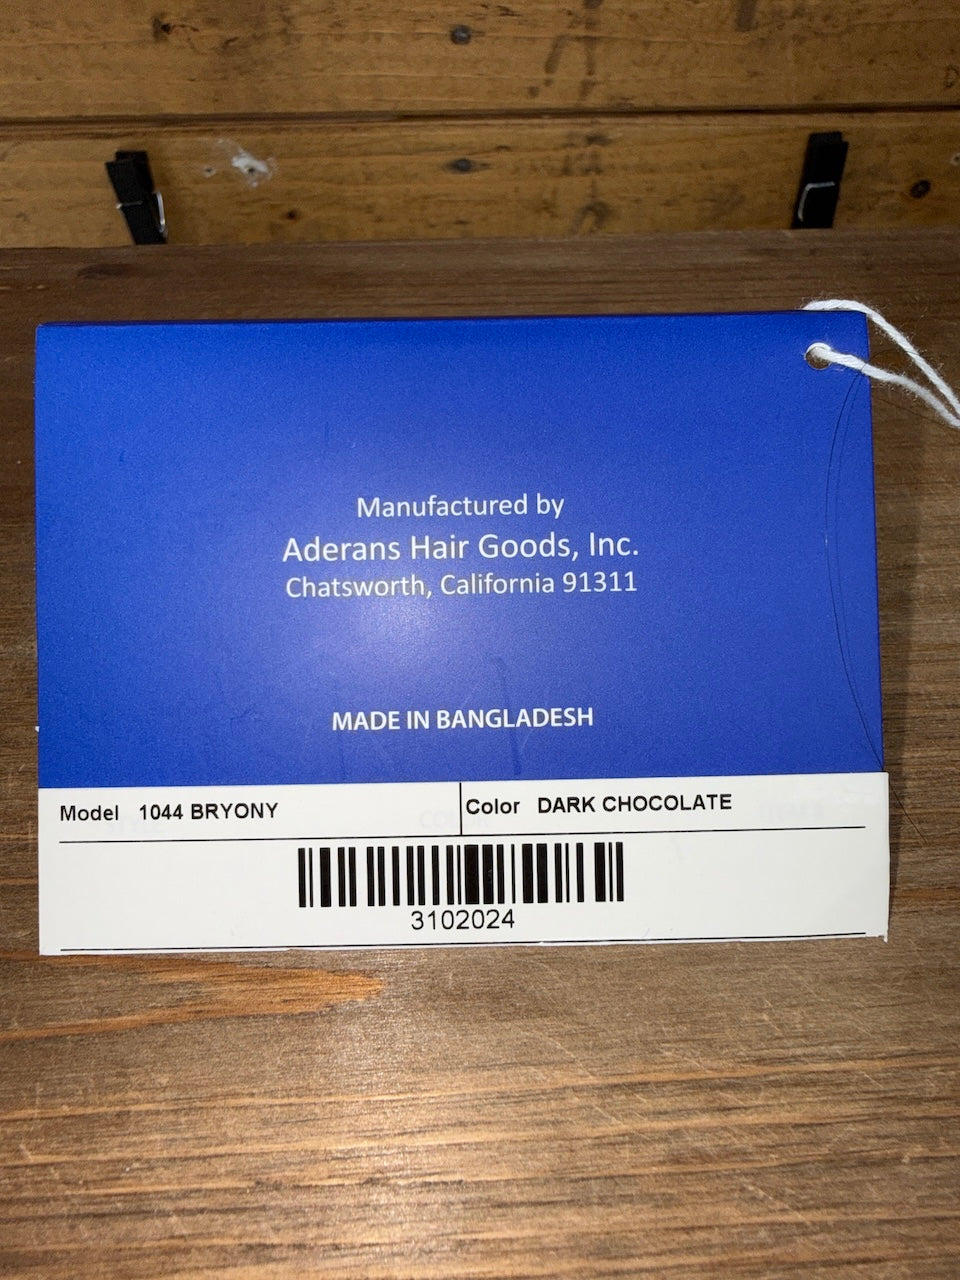 Manufactured by
Aderans Hair Goods, Inc.
Chatsworth, California 91311
MADE IN BANGLADESH
Model 1044 BRYONY Color DARK CHOCOLATE
3102024